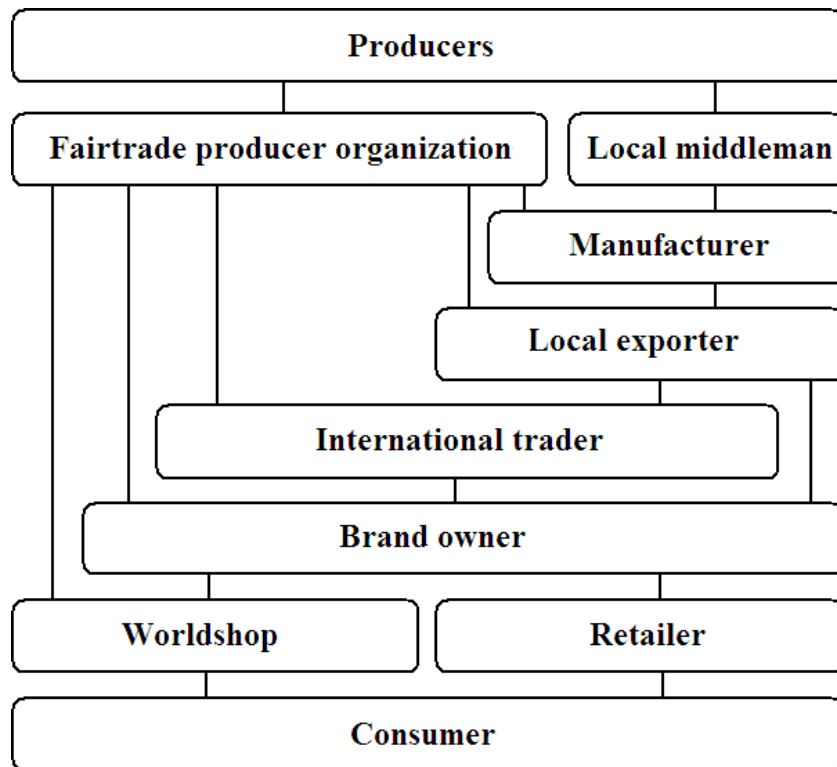 Producers
Fairtrade producer organization
Local middleman
Manufacturer
Local exporter
International trader
Brand owner
Worldshop
Retailer
Consumer